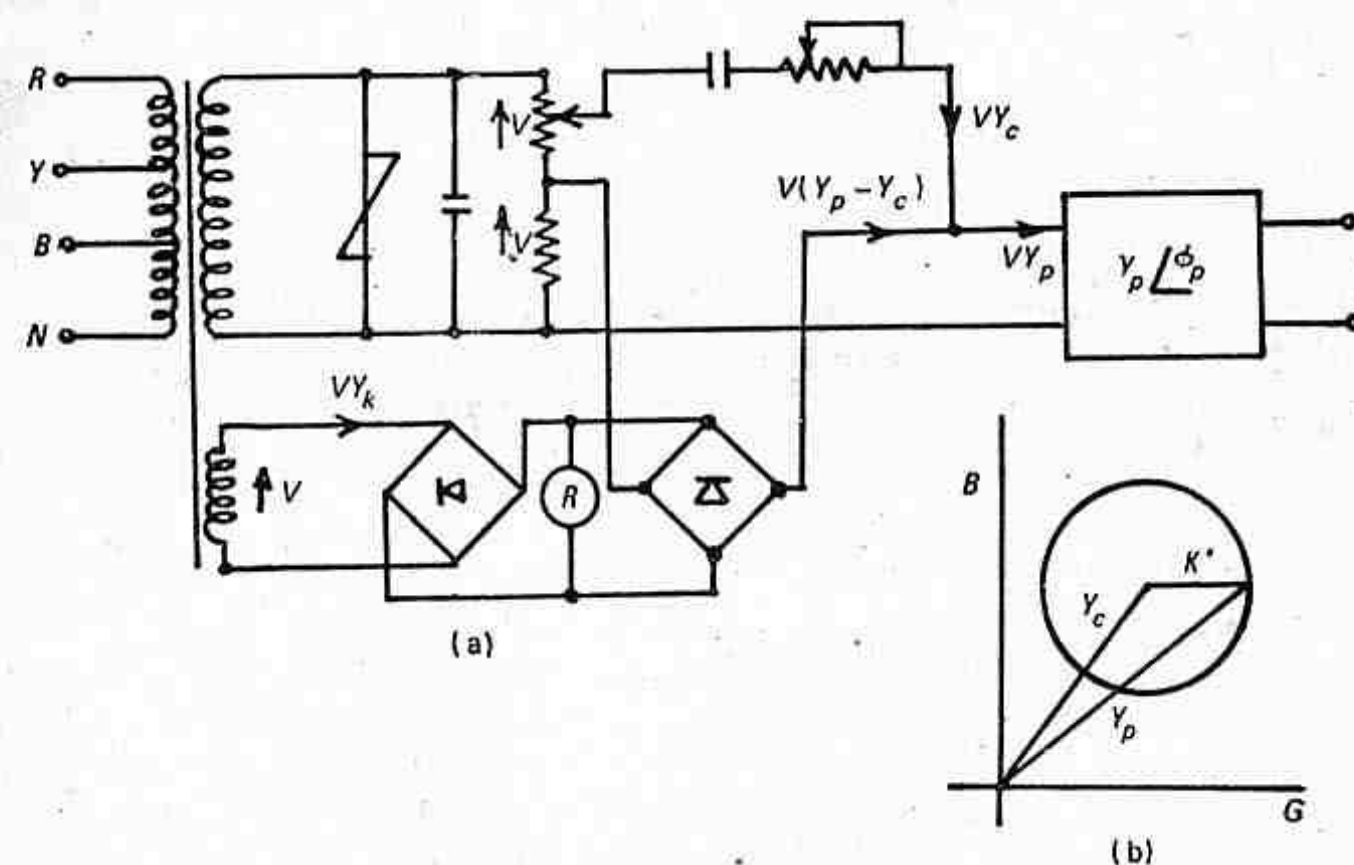 R
Y
B
N
V
V
VY_c
V(Y_p – Y_c)
VY_p
Y_p ∠ϕ_p
VY_k
V
R
(a)
B
K*
Y_c
Y_p
G
(b)